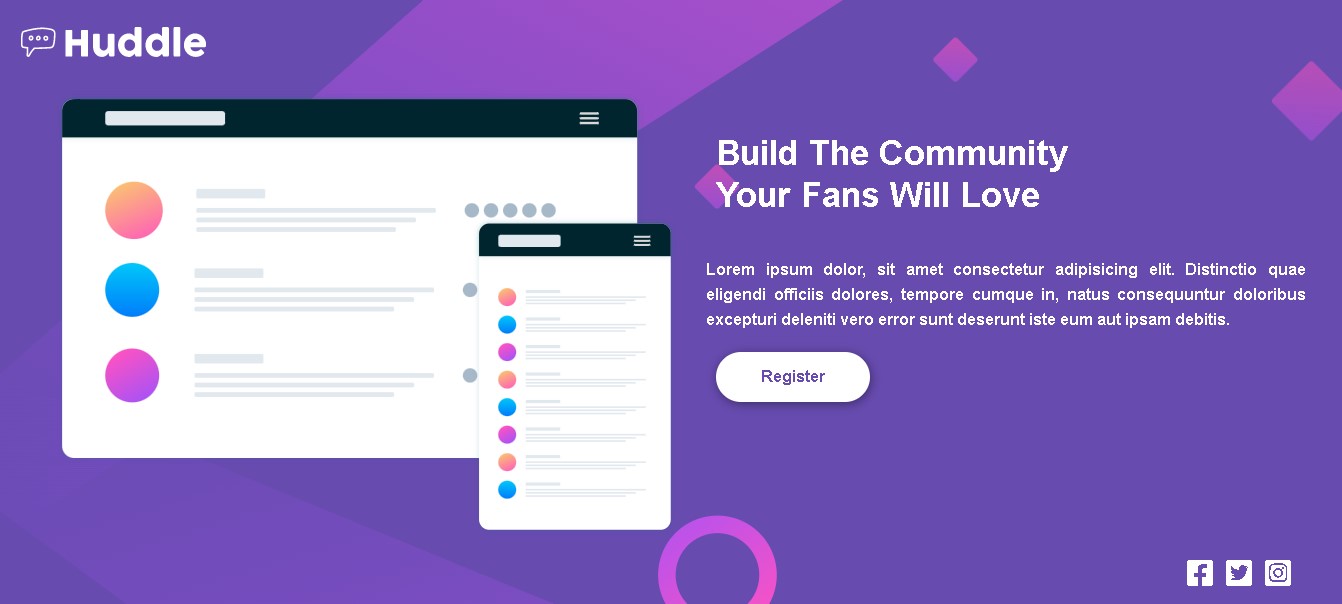 Huddle
Build The Community
Your Fans Will Love
Lorem ipsum dolor, sit amet consectetur adipisicing elit. Distinctio quae
eligendi officiis dolores, tempore cumque in, natus consequuntur doloribus
excepturi deleniti vero error sunt deserunt iste eum aut ipsam debitis.
Register